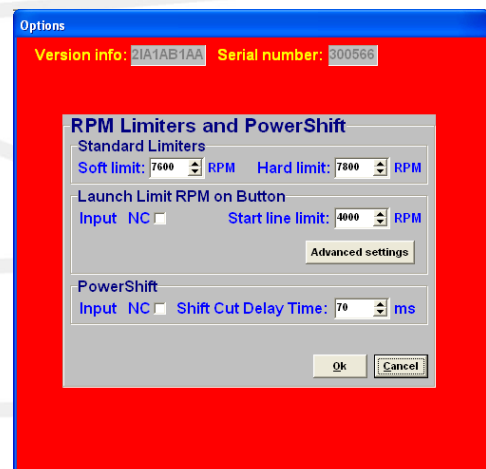 Options
Version info: 2IA1AB1AA Serial number: 300566
RPM Limiters and PowerShift
Standard Limiters
Soft limit: 7600 RPM Hard limit: 7800 RPM
Launch Limit RPM on Button
Input NC Start line limit: 4000 RPM
Advanced settings
PowerShift
Input NC Shift Cut Delay Time: 70 ms
Ok Cancel